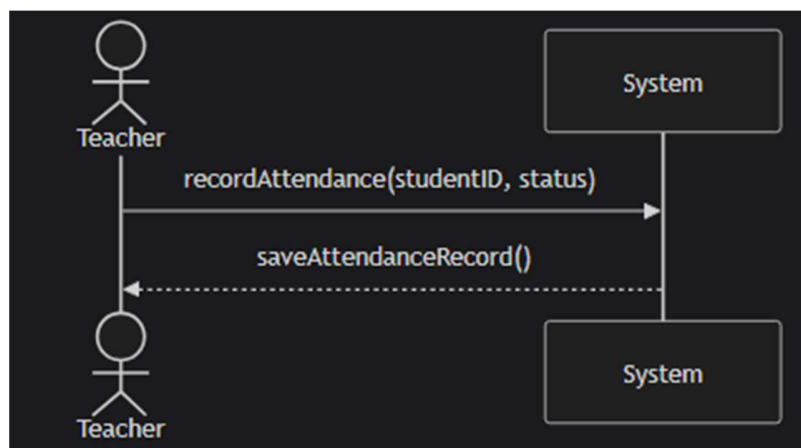 System
Teacher
recordAttendance(studentID, status)
saveAttendanceRecord()
System
Teacher